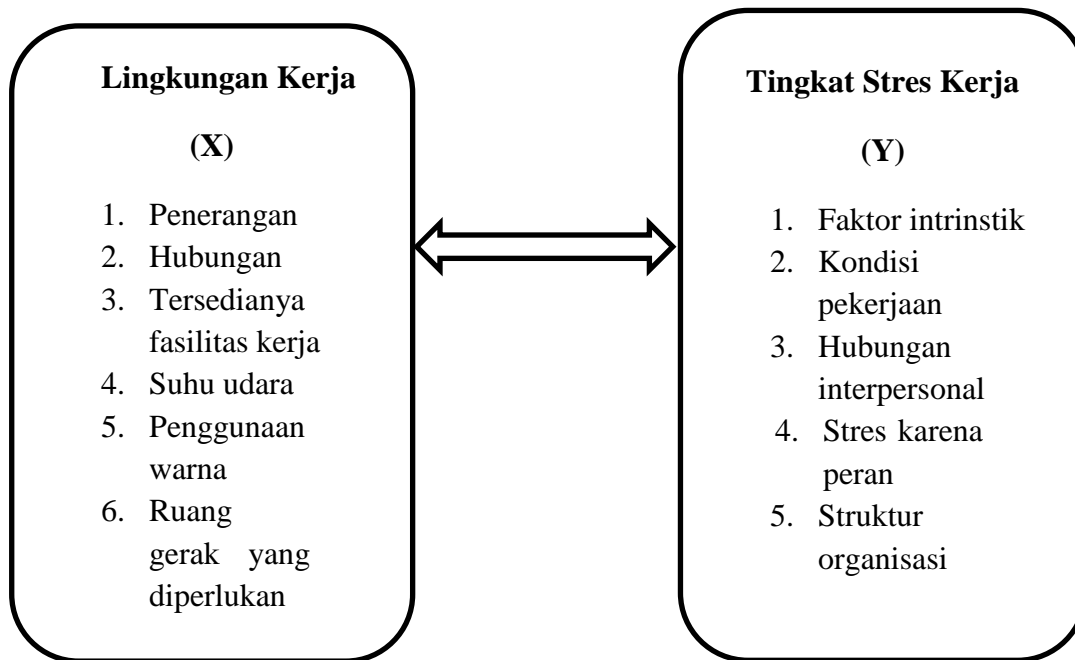 Lingkungan Kerja
(X)
1. Penerangan
2. Hubungan
3. Tersedianya
fasilitas kerja
4. Suhu udara
5. Penggunaan
warna
6. Ruang
gerak yang
diperlukan
Tingkat Stres Kerja
(Y)
1. Faktor intrinstik
2. Kondisi
pekerjaan
3. Hubungan
interpersonal
4. Stres karena
peran
5. Struktur
organisasi